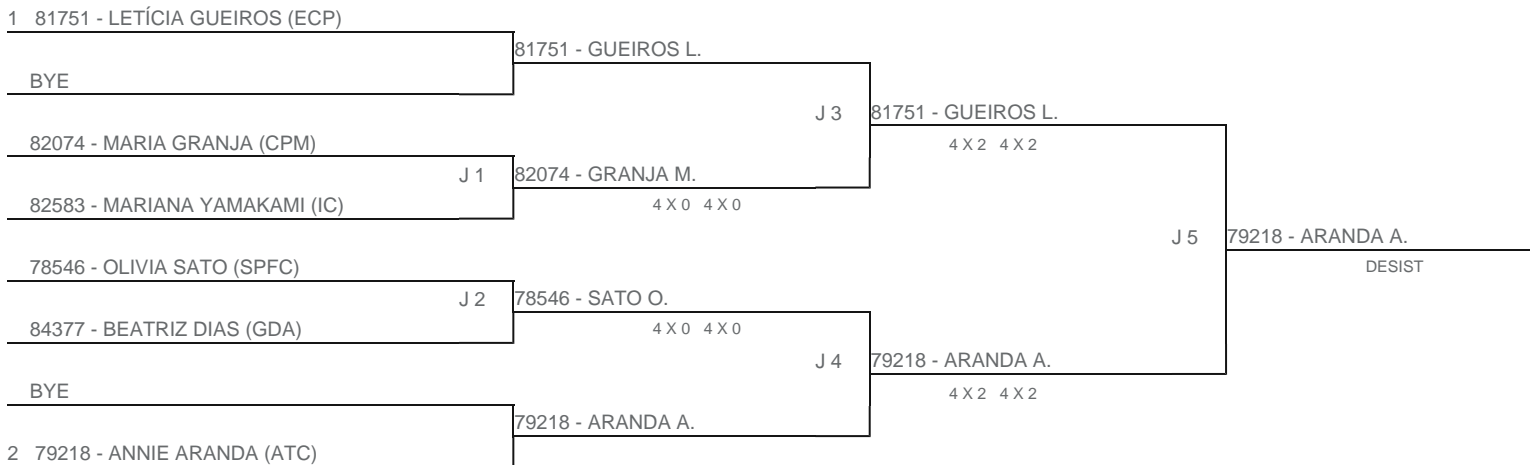 1 81751 - LETÍCIA GUEIROS (ECP)
81751 - GUEIROS L.
BYE
J 3 81751 - GUEIROS L.
4 X 2 4 X 2
82074 - MARIA GRANJA (CPM)
J 1 82074 - GRANJA M.
82583 - MARIANA YAMAKAMI (IC)
4 X 0 4 X 0
J 5 79218 - ARANDA A.
DESIST
78546 - OLIVIA SATO (SPFC)
J 2 78546 - SATO O.
84377 - BEATRIZ DIAS (GDA)
4 X 0 4 X 0
J 4 79218 - ARANDA A.
4 X 2 4 X 2
BYE
79218 - ARANDA A.
2 79218 - ANNIE ARANDA (ATC)